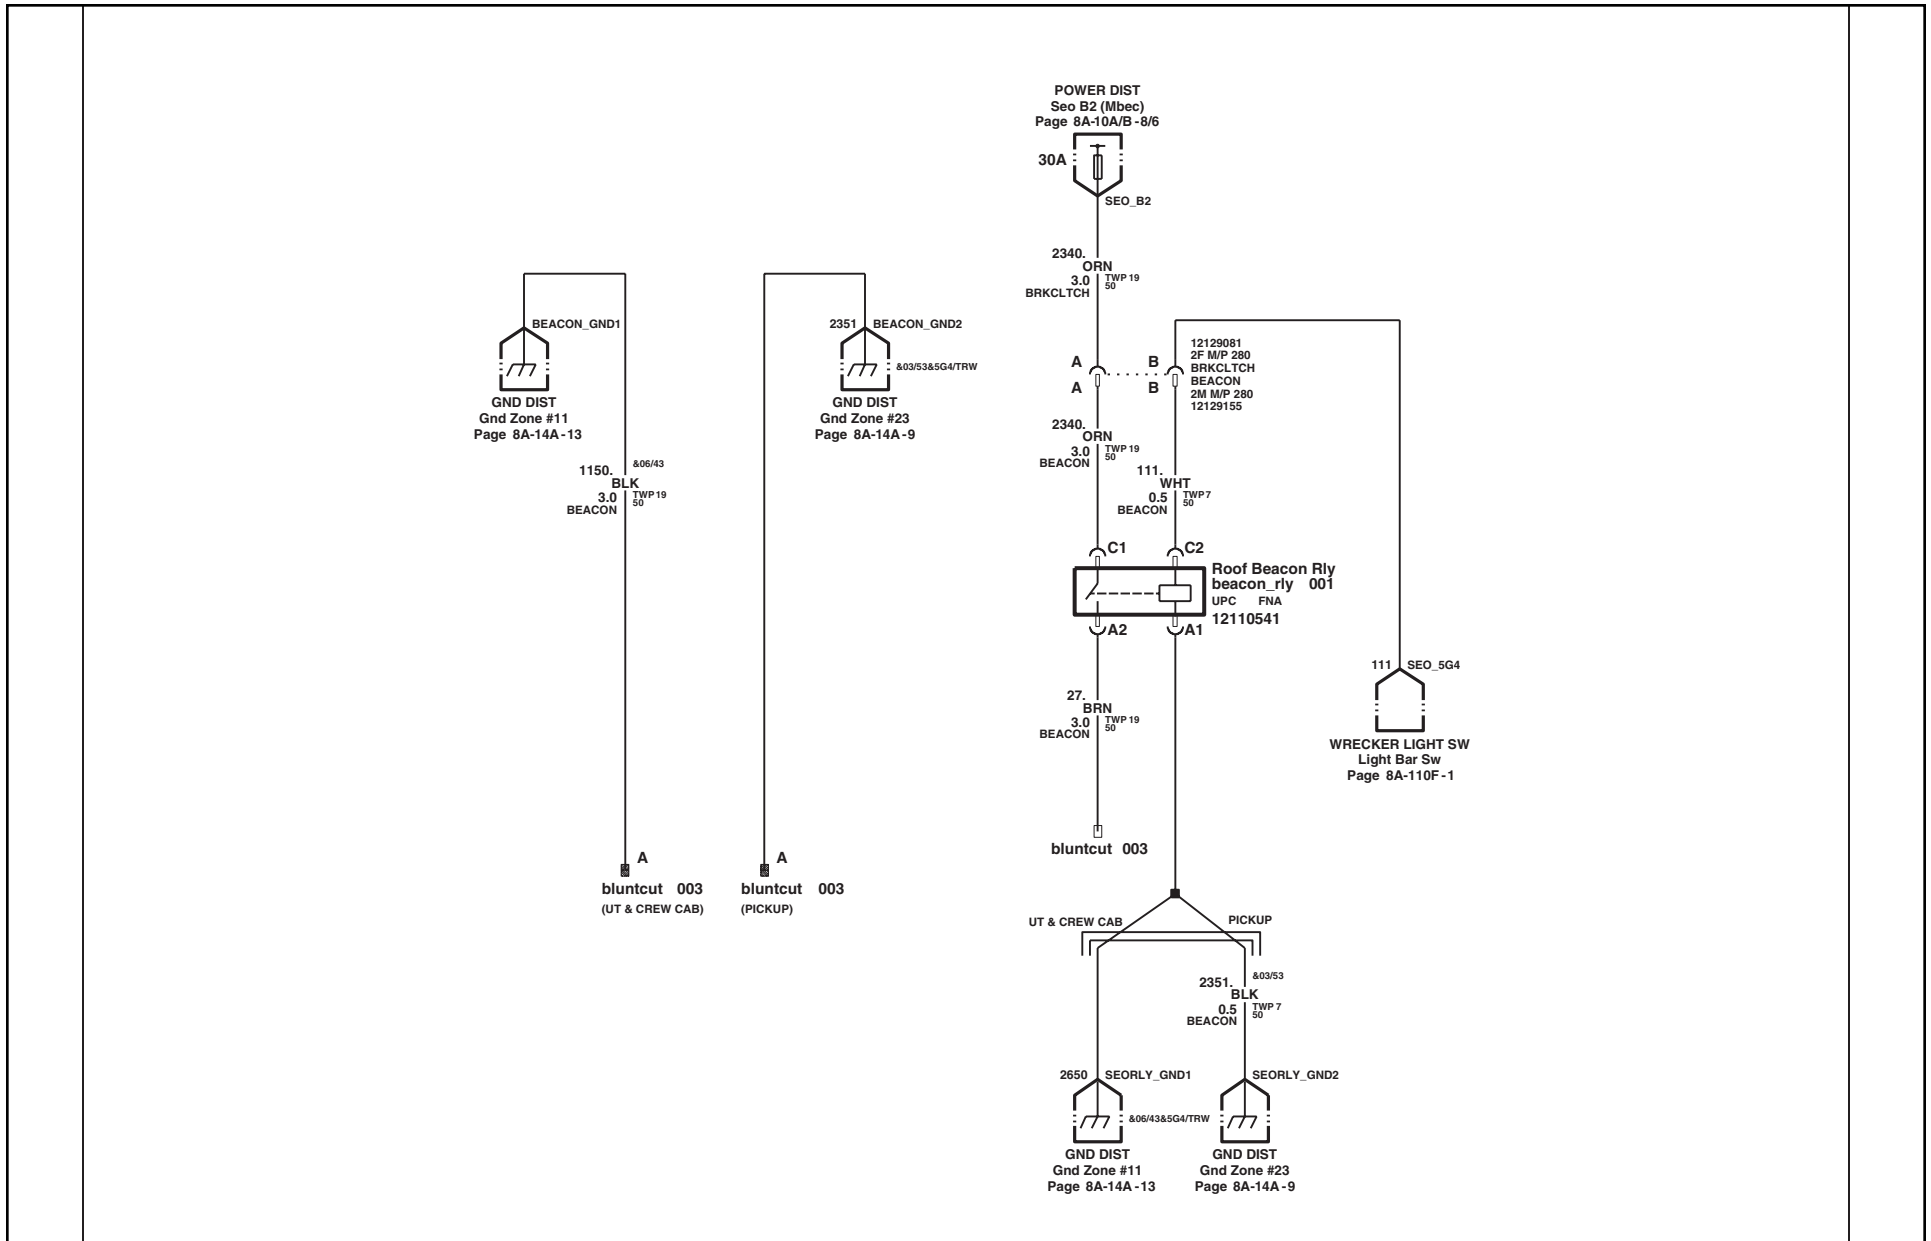 POWER DIST
Seo B2 (Mbec)
Page 8A-10A/B-8/6
30A
SEO_B2
2340.
ORN
3.0
TWP 19
50
BRKCLTCH
BEACON_GND1
GND DIST
Gnd Zone #11
Page 8A-14A-13
2351
BEACON_GND2
&03/53&5G4/TRW
GND DIST
Gnd Zone #23
Page 8A-14A-9
A
B
A
B
12129081
2F M/P 280
BRKCLTCH
BEACON
2M M/P 280
12129155
1150.
&06/43
BLK
3.0
TWP 19
50
BEACON
2340.
ORN
3.0
TWP 19
50
BEACON
111.
WHT
0.5
TWP 7
50
BEACON
C1
C2
Roof Beacon Rly
beacon_rly 001
UPC FNA
12110541
A2
A1
27.
BRN
3.0
TWP 19
50
BEACON
111
SEO_5G4
WRECKER LIGHT SW
Light Bar Sw
Page 8A-110F-1
bluntcut 003
A
bluntcut 003
(UT & CREW CAB)
A
bluntcut 003
(PICKUP)
UT & CREW CAB
PICKUP
2351.
&03/53
BLK
0.5
TWP 7
50
BEACON
2650
SEORLY_GND1
&06/43&5G4/TRW
GND DIST
Gnd Zone #11
Page 8A-14A-13
SEORLY_GND2
GND DIST
Gnd Zone #23
Page 8A-14A-9